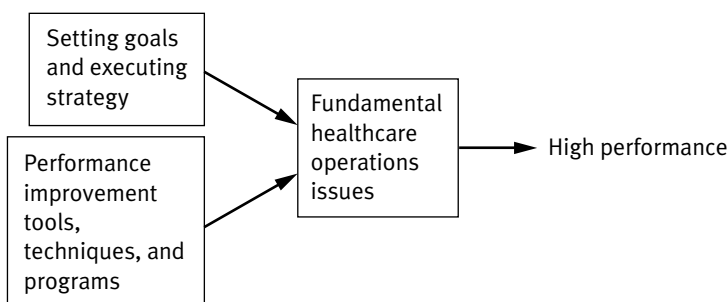 Setting goals
and executing
strategy
Performance
improvement
tools,
techniques, and
programs
Fundamental
healthcare
operations
issues
High performance